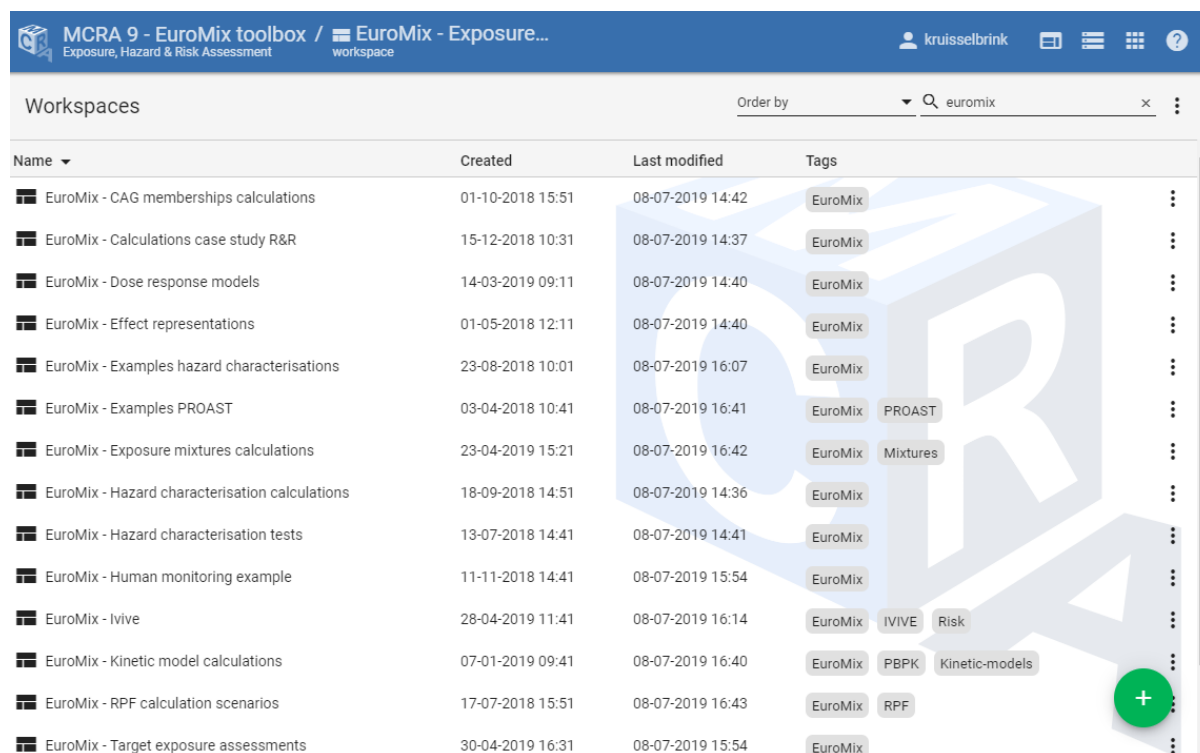 MCRA 9 - EuroMix toolbox / EuroMix - Exposure...
Exposure, Hazard & Risk Assessment workspace
kruisselbrink
Workspaces
Order by
euromix
Name Created Last modified Tags
EuroMix - CAG memberships calculations 01-10-2018 15:51 08-07-2019 14:42 EuroMix
EuroMix - Calculations case study R&R 15-12-2018 10:31 08-07-2019 14:37 EuroMix
EuroMix - Dose response models 14-03-2019 09:11 08-07-2019 14:40 EuroMix
EuroMix - Effect representations 01-05-2018 12:11 08-07-2019 14:40 EuroMix
EuroMix - Examples hazard characterisations 23-08-2018 10:01 08-07-2019 16:07 EuroMix
EuroMix - Examples PROAST 03-04-2018 10:41 08-07-2019 16:41 EuroMix PROAST
EuroMix - Exposure mixtures calculations 23-04-2019 15:21 08-07-2019 16:42 EuroMix Mixtures
EuroMix - Hazard characterisation calculations 18-09-2018 14:51 08-07-2019 14:36 EuroMix
EuroMix - Hazard characterisation tests 13-07-2018 14:41 08-07-2019 14:41 EuroMix
EuroMix - Human monitoring example 11-11-2018 14:41 08-07-2019 15:54 EuroMix
EuroMix - Ivive 28-04-2019 11:41 08-07-2019 16:14 EuroMix IVIVE Risk
EuroMix - Kinetic model calculations 07-01-2019 09:41 08-07-2019 16:40 EuroMix PBPK Kinetic-models
EuroMix - RPF calculation scenarios 17-07-2018 15:51 08-07-2019 16:43 EuroMix RPF
EuroMix - Target exposure assessments 30-04-2019 16:31 08-07-2019 15:54 EuroMix